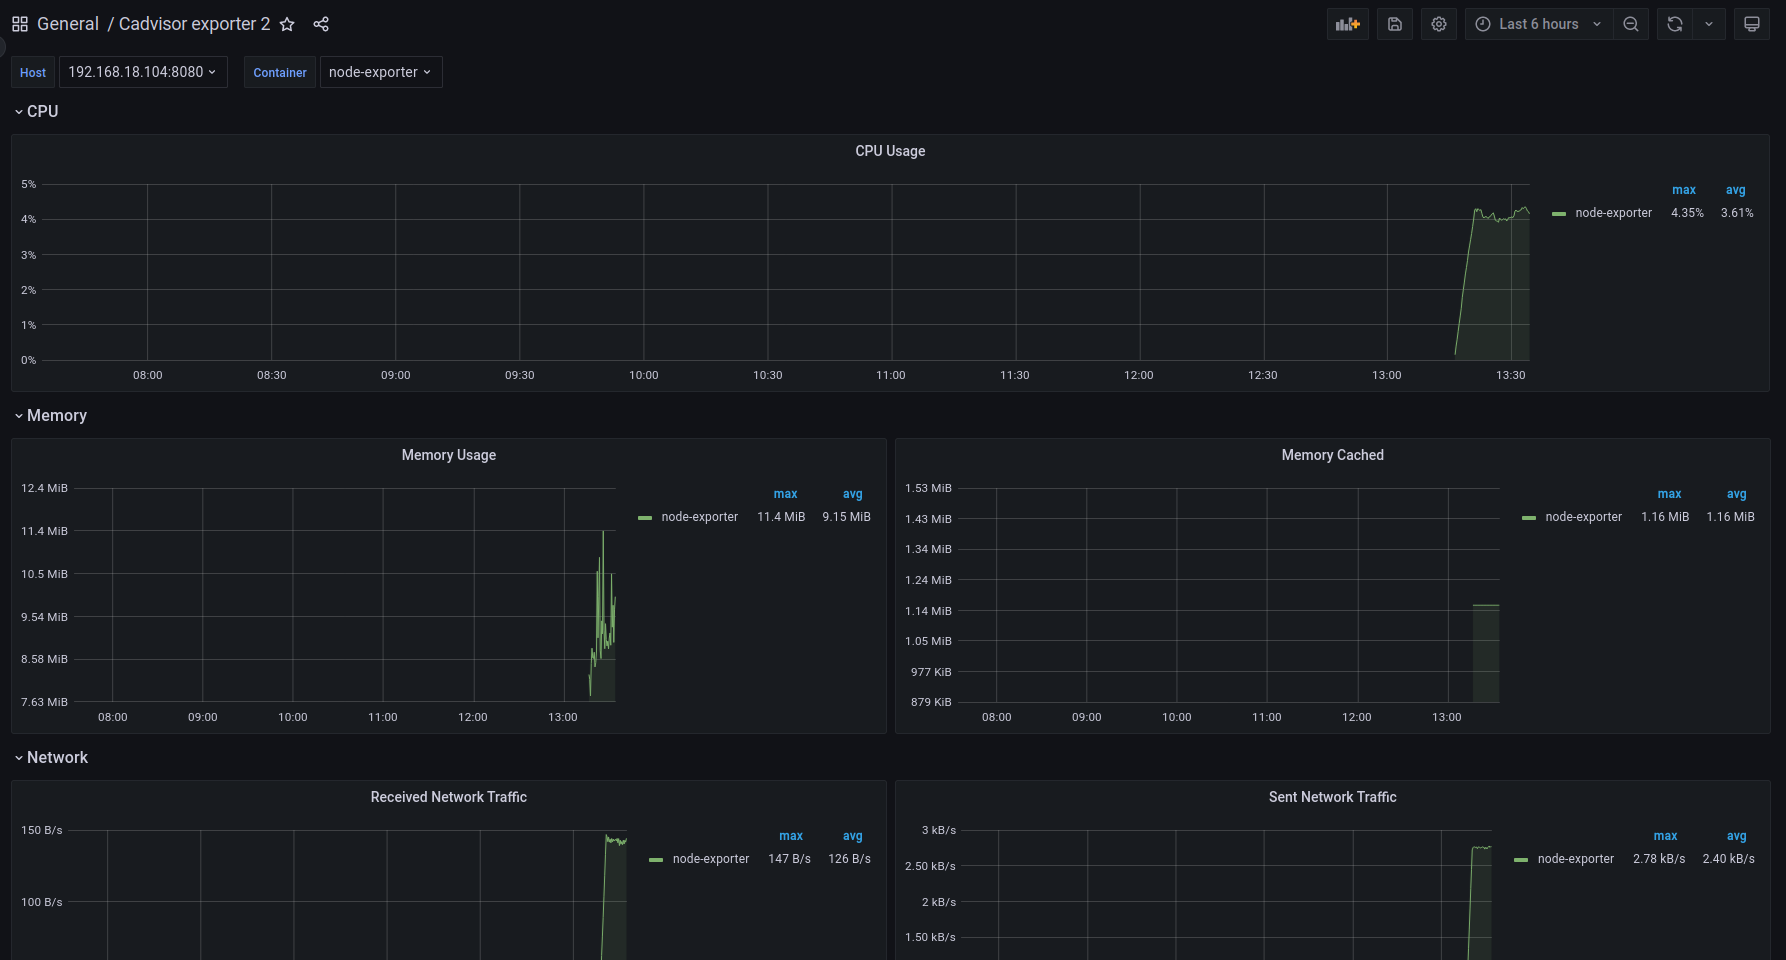 General / Cadvisor exporter 2
Last 6 hours
Host 192.168.18.104:8080 Container node-exporter
CPU
CPU Usage
5%
4%
3%
2%
1%
0%
08:00 08:30 09:00 09:30 10:00 10:30 11:00 11:30 12:00 12:30 13:00 13:30
max avg
node-exporter 4.35% 3.61%
Memory
Memory Usage
12.4 MiB
11.4 MiB
10.5 MiB
9.54 MiB
8.58 MiB
7.63 MiB
08:00 09:00 10:00 11:00 12:00 13:00
max avg
node-exporter 11.4 MiB 9.15 MiB
Memory Cached
1.53 MiB
1.43 MiB
1.34 MiB
1.24 MiB
1.14 MiB
1.05 MiB
977 KiB
879 KiB
08:00 09:00 10:00 11:00 12:00 13:00
max avg
node-exporter 1.16 MiB 1.16 MiB
Network
Received Network Traffic
150 B/s
100 B/s
max avg
node-exporter 147 B/s 126 B/s
Sent Network Traffic
3 kB/s
2.50 kB/s
2 kB/s
1.50 kB/s
max avg
node-exporter 2.78 kB/s 2.40 kB/s